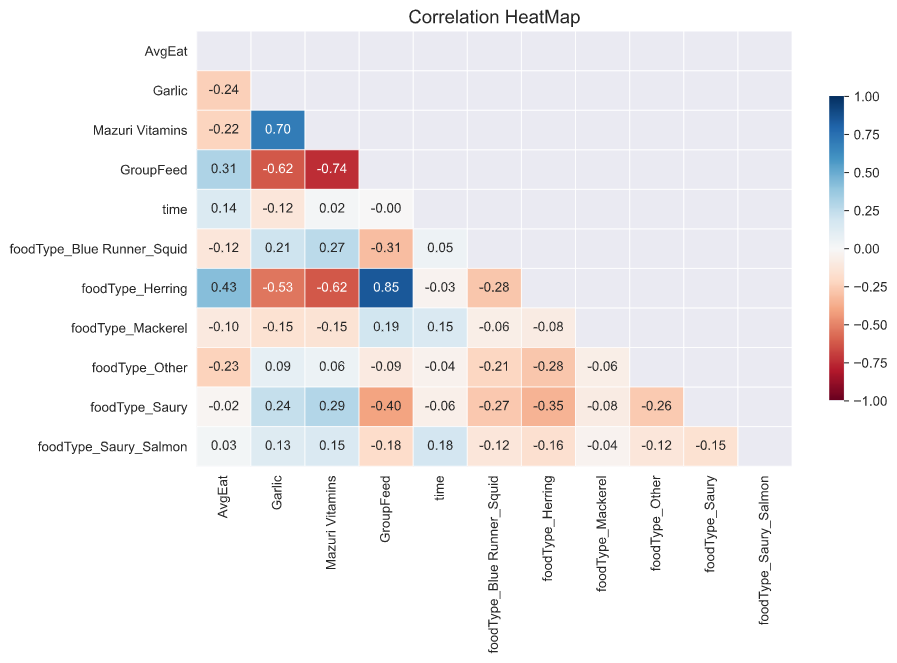 Correlation HeatMap
AvgEat
Garlic -0.24
Mazuri Vitamins -0.22 0.70
GroupFeed 0.31 -0.62 -0.74
time 0.14 -0.12 0.02 -0.00
foodType_Blue Runner_Squid -0.12 0.21 0.27 -0.31 0.05
foodType_Herring 0.43 -0.53 -0.62 0.85 -0.03 -0.28
foodType_Mackerel -0.10 -0.15 -0.15 0.19 0.15 -0.06 -0.08
foodType_Other -0.23 0.09 0.06 -0.09 -0.04 -0.21 -0.28 -0.06
foodType_Saury -0.02 0.24 0.29 -0.40 -0.06 -0.27 -0.35 -0.08 -0.26
foodType_Saury_Salmon 0.03 0.13 0.15 -0.18 0.18 -0.12 -0.16 -0.04 -0.12 -0.15
AvgEat
Garlic
Mazuri Vitamins
GroupFeed
time
foodType_Blue Runner_Squid
foodType_Herring
foodType_Mackerel
foodType_Other
foodType_Saury
foodType_Saury_Salmon
1.00
0.75
0.50
0.25
0.00
−0.25
−0.50
−0.75
−1.00